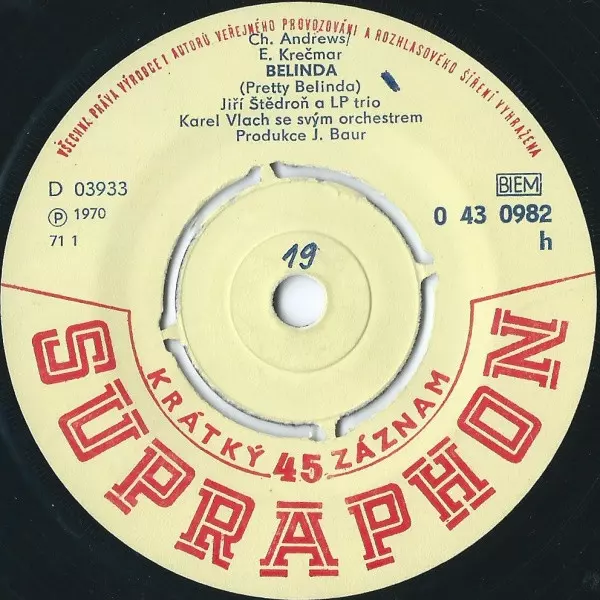 VŠECHNA PRÁVA VÝROBCE I AUTORŮ VEŘEJNÉHO PROVOZOVÁNÍ A ROZHLASOVÉHO ŠÍŘENÍ VYHRAŽENA
Ch. Andrews/
E. Krečmar
BELINDA
(Pretty Belinda)
Jiří Štědroň a LP trio
Karel Vlach se svým orchestrem
Produkce J. Baur
D 03933
BIEM
Ⓟ 1970
0 43 0982
71 1
h
19
KRÁTKÝ 45 ZÁZNAM
SUPRAPHON